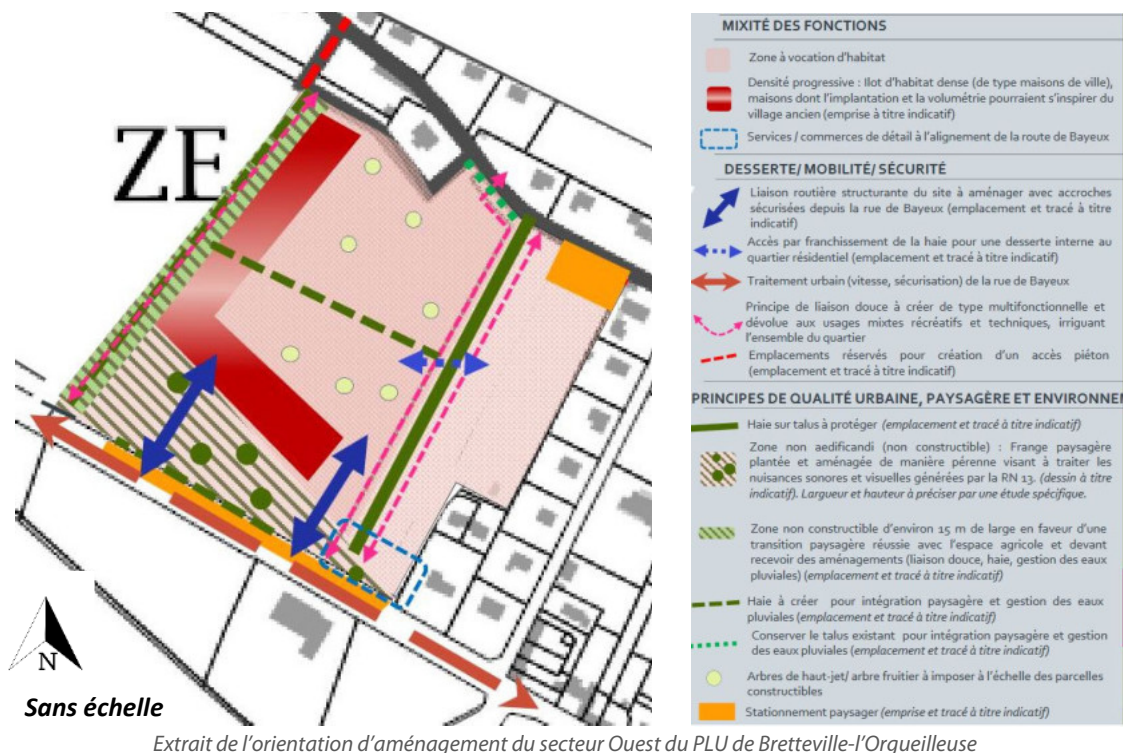 ZE
N
Sans échelle
MIXITÉ DES FONCTIONS
Zone à vocation d'habitat
Densité progressive : Ilot d'habitat dense (de type maisons de ville),
maisons dont l'implantation et la volumétrie pourraient s'inspirer du
village ancien (emprise à titre indicatif)
Services / commerces de détail à l'alignement de la route de Bayeux
DESSERTE/ MOBILITÉ/ SÉCURITÉ
Liaison routière structurante du site à aménager avec accroches
sécurisées depuis la rue de Bayeux (emplacement et tracé à titre
indicatif)
Accès par franchissement de la haie pour une desserte interne au
quartier résidentiel (emplacement et tracé à titre indicatif)
Traitement urbain (vitesse, sécurisation) de la rue de Bayeux
Principe de liaison douce à créer de type multifonctionnelle et
dévolue aux usages mixtes récréatifs et techniques, irriguant
l'ensemble du quartier
Emplacements réservés pour création d'un accès piéton
(emplacement et tracé à titre indicatif)
PRINCIPES DE QUALITÉ URBAINE, PAYSAGÈRE ET ENVIRONNEM
Haie sur talus à protéger (emplacement et tracé à titre indicatif)
Zone non aedificandi (non constructible) : Frange paysagère
plantée et aménagée de manière pérenne visant à traiter les
nuisances sonores et visuelles générées par la RN 13. (dessin à titre
indicatif). Largueur et hauteur à préciser par une étude spécifique.
Zone non constructible d'environ 15 m de large en faveur d'une
transition paysagère réussie avec l'espace agricole et devant
recevoir des aménagements (liaison douce, haie, gestion des eaux
pluviales) (emplacement et tracé à titre indicatif)
Haie à créer pour intégration paysagère et gestion des eaux
pluviales (emplacement et tracé à titre indicatif)
Conserver le talus existant pour intégration paysagère et gestion
des eaux pluviales (emplacement et tracé à titre indicatif)
Arbres de haut-jet/ arbre fruitier à imposer à l'échelle des parcelles
constructibles
Stationnement paysager (emprise et tracé à titre indicatif)
Extrait de l'orientation d'aménagement du secteur Ouest du PLU de Bretteville-l'Orgueilleuse